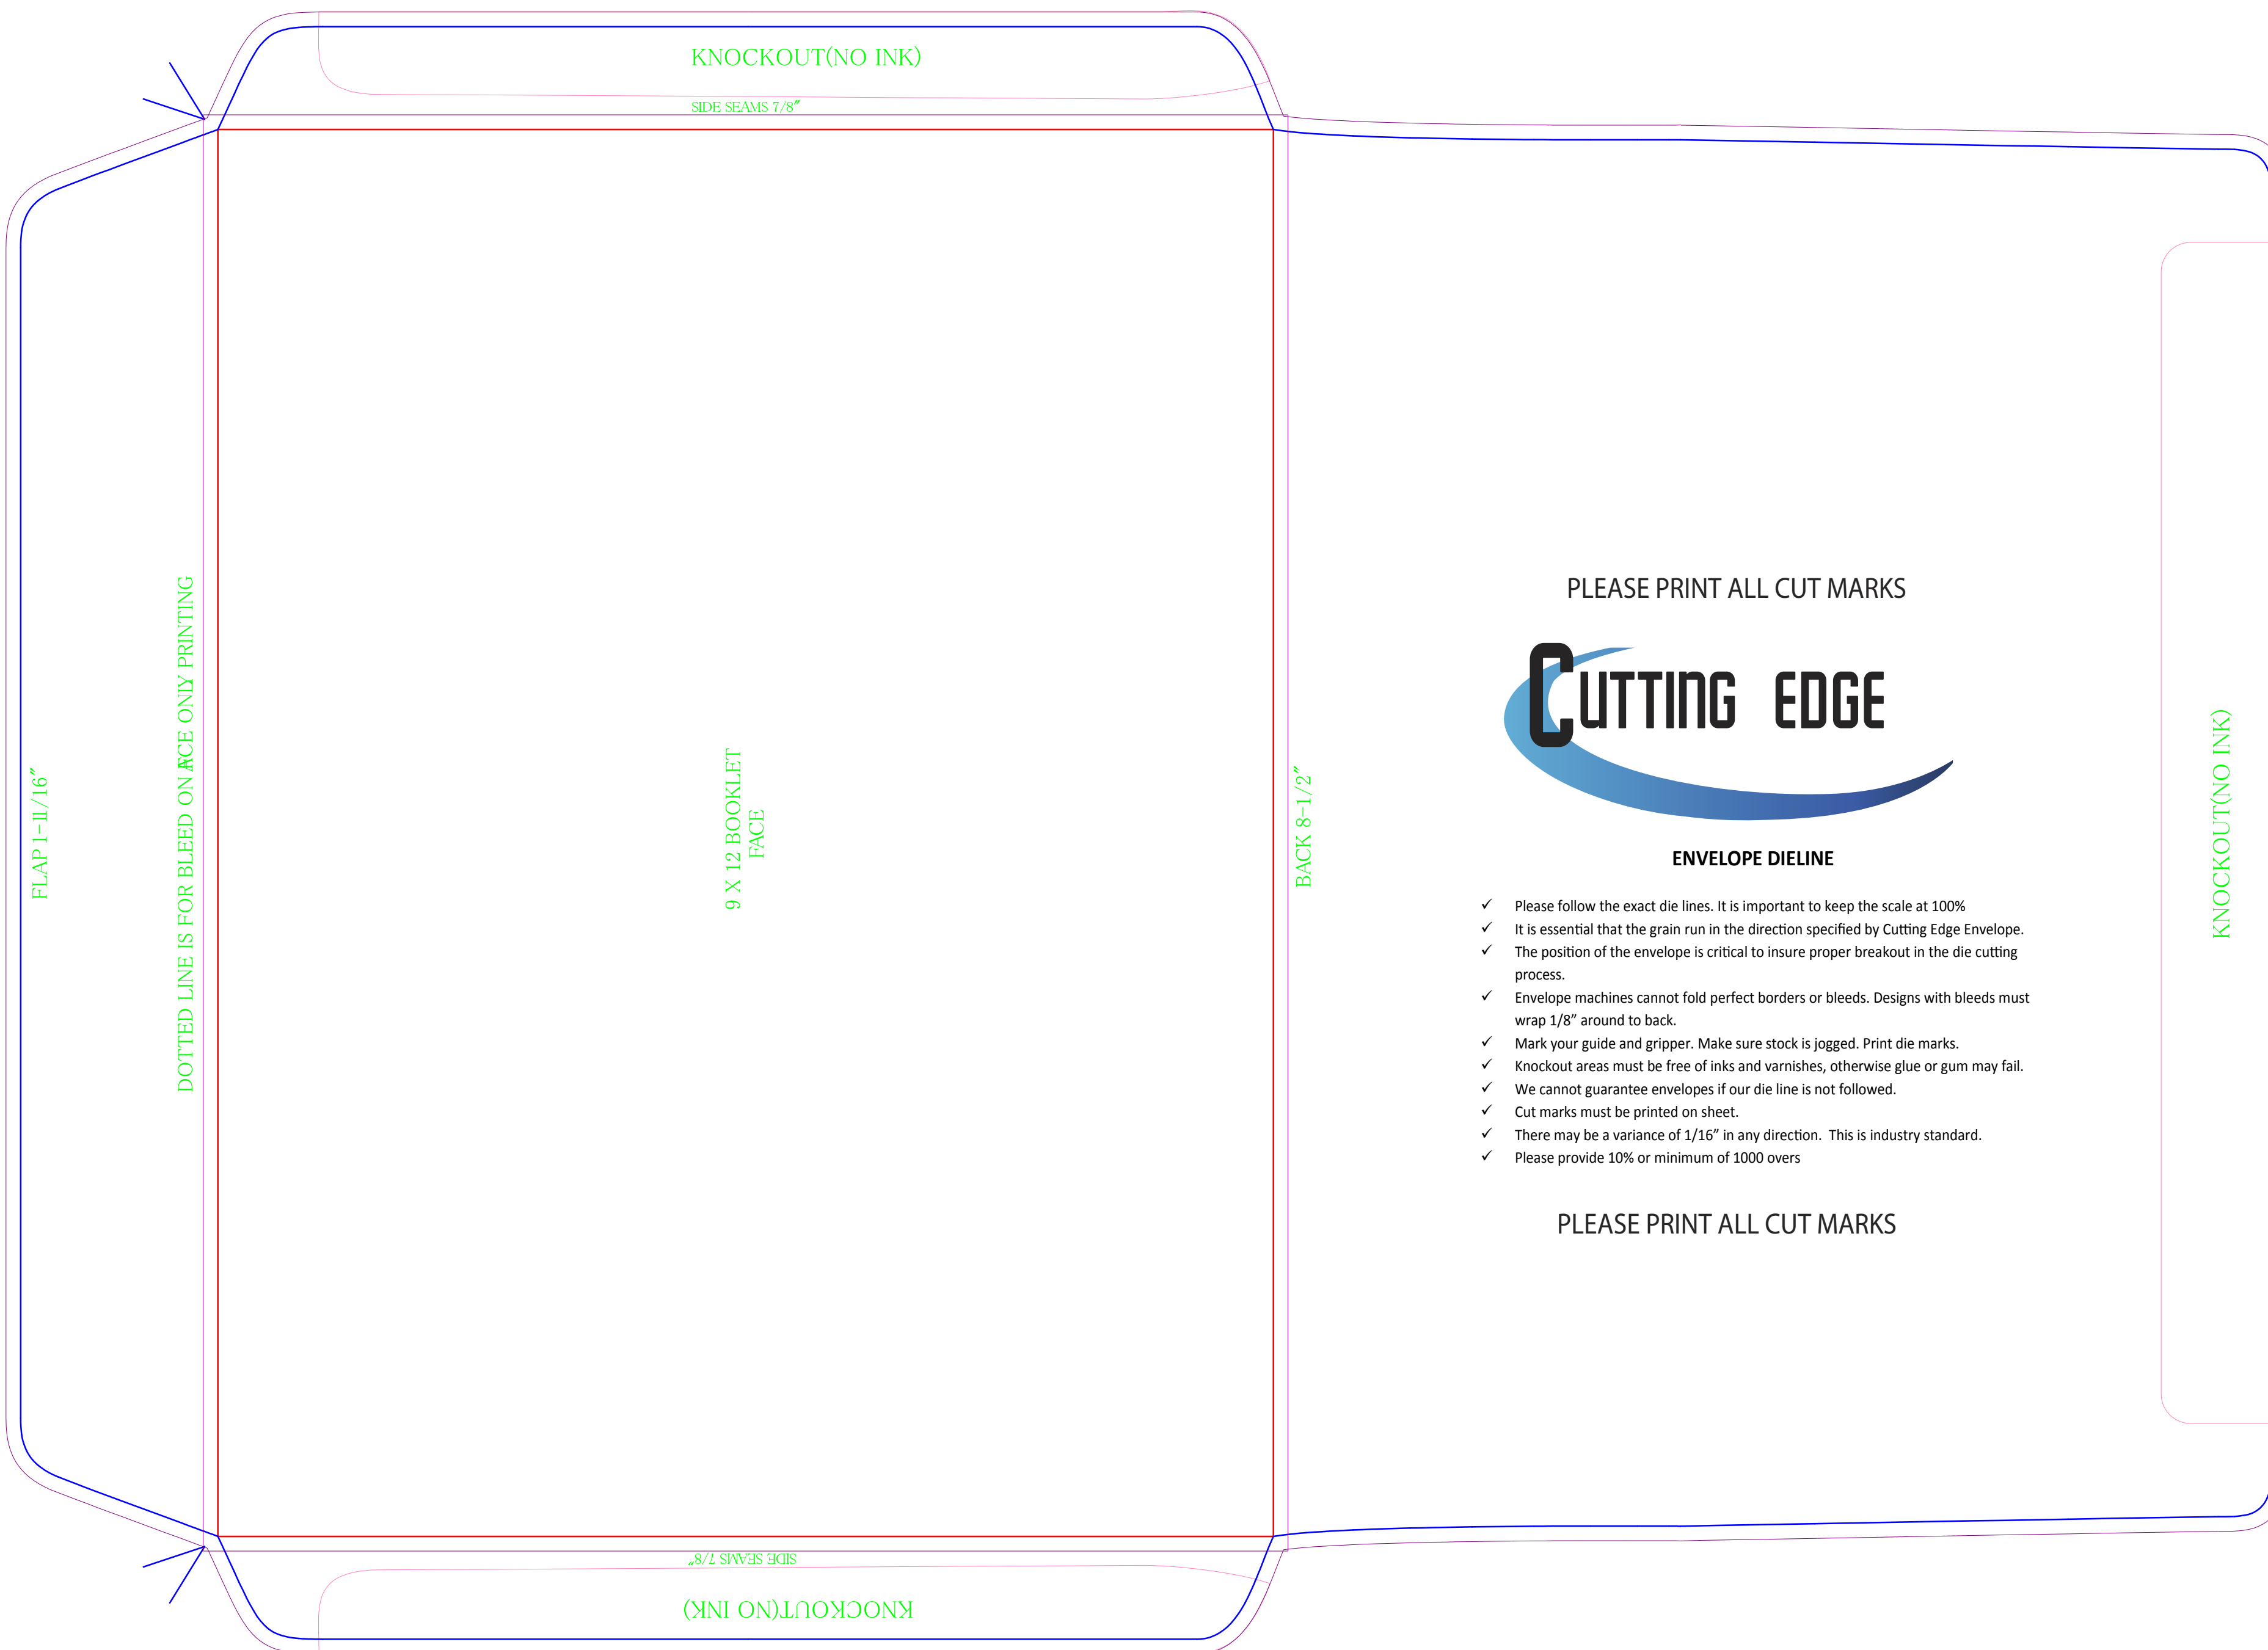 KNOCKOUT(NO INK)
SIDE SEAMS 7/8"
FLAP 1-11/16"
DOTTED LINE IS FOR BLEED ON FACE ONLY PRINTING
9 X 12 BOOKLET
FACE
BACK 8-1/2"
PLEASE PRINT ALL CUT MARKS
CUTTING EDGE
ENVELOPE DIELINE
✓ Please follow the exact die lines. It is important to keep the scale at 100%
✓ It is essential that the grain run in the direction specified by Cutting Edge Envelope.
✓ The position of the envelope is critical to insure proper breakout in the die cutting
process.
✓ Envelope machines cannot fold perfect borders or bleeds. Designs with bleeds must
wrap 1/8" around to back.
✓ Mark your guide and gripper. Make sure stock is jogged. Print die marks.
✓ Knockout areas must be free of inks and varnishes, otherwise glue or gum may fail.
✓ We cannot guarantee envelopes if our die line is not followed.
✓ Cut marks must be printed on sheet.
✓ There may be a variance of 1/16" in any direction.  This is industry standard.
✓ Please provide 10% or minimum of 1000 overs
PLEASE PRINT ALL CUT MARKS
KNOCKOUT(NO INK)
SIDE SEAMS 7/8"
KNOCKOUT(NO INK)